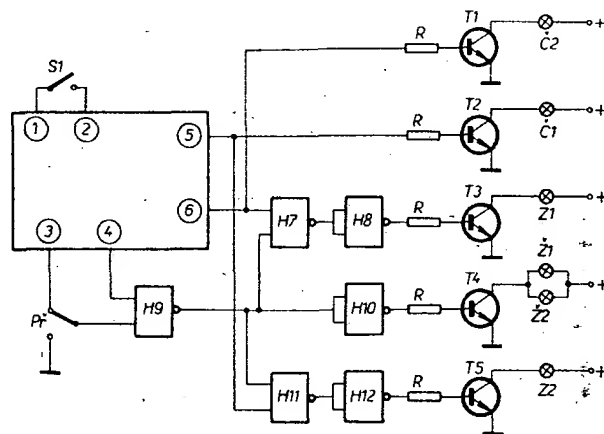 T1
R
Č2
+
S1
T2
R
Č1
+
1
2
5
6
3
4
T3
R
Z1
+
H7
H8
T4
R
Ž1
Ž2
+
H9
H10
Př
T5
R
Z2
+
H11
H12